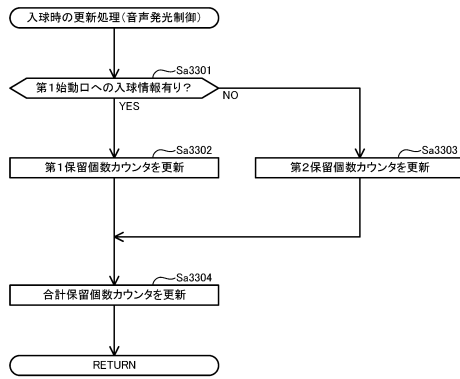 入球時の更新処理(音声発光制御)
Sa3301
第1始動口への入球情報有り?
YES
NO
Sa3302
第1保留個数カウンタを更新
Sa3303
第2保留個数カウンタを更新
Sa3304
合計保留個数カウンタを更新
RETURN